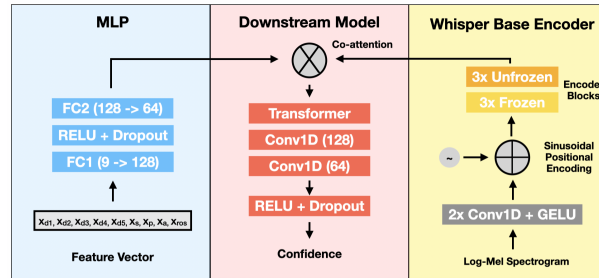 MLP
FC2 (128 -> 64)
RELU + Dropout
FC1 (9 -> 128)
Xd1, Xd2, Xd3, Xd4, Xd5, Xs, Xp, Xa, Xros
Feature Vector
Downstream Model
Co-attention
Transformer
Conv1D (128)
Conv1D (64)
RELU + Dropout
Confidence
Whisper Base Encoder
3x Unfrozen
3x Frozen
Encoder
Blocks
~
Sinusoidal
Positional
Encoding
2x Conv1D + GELU
Log-Mel Spectrogram